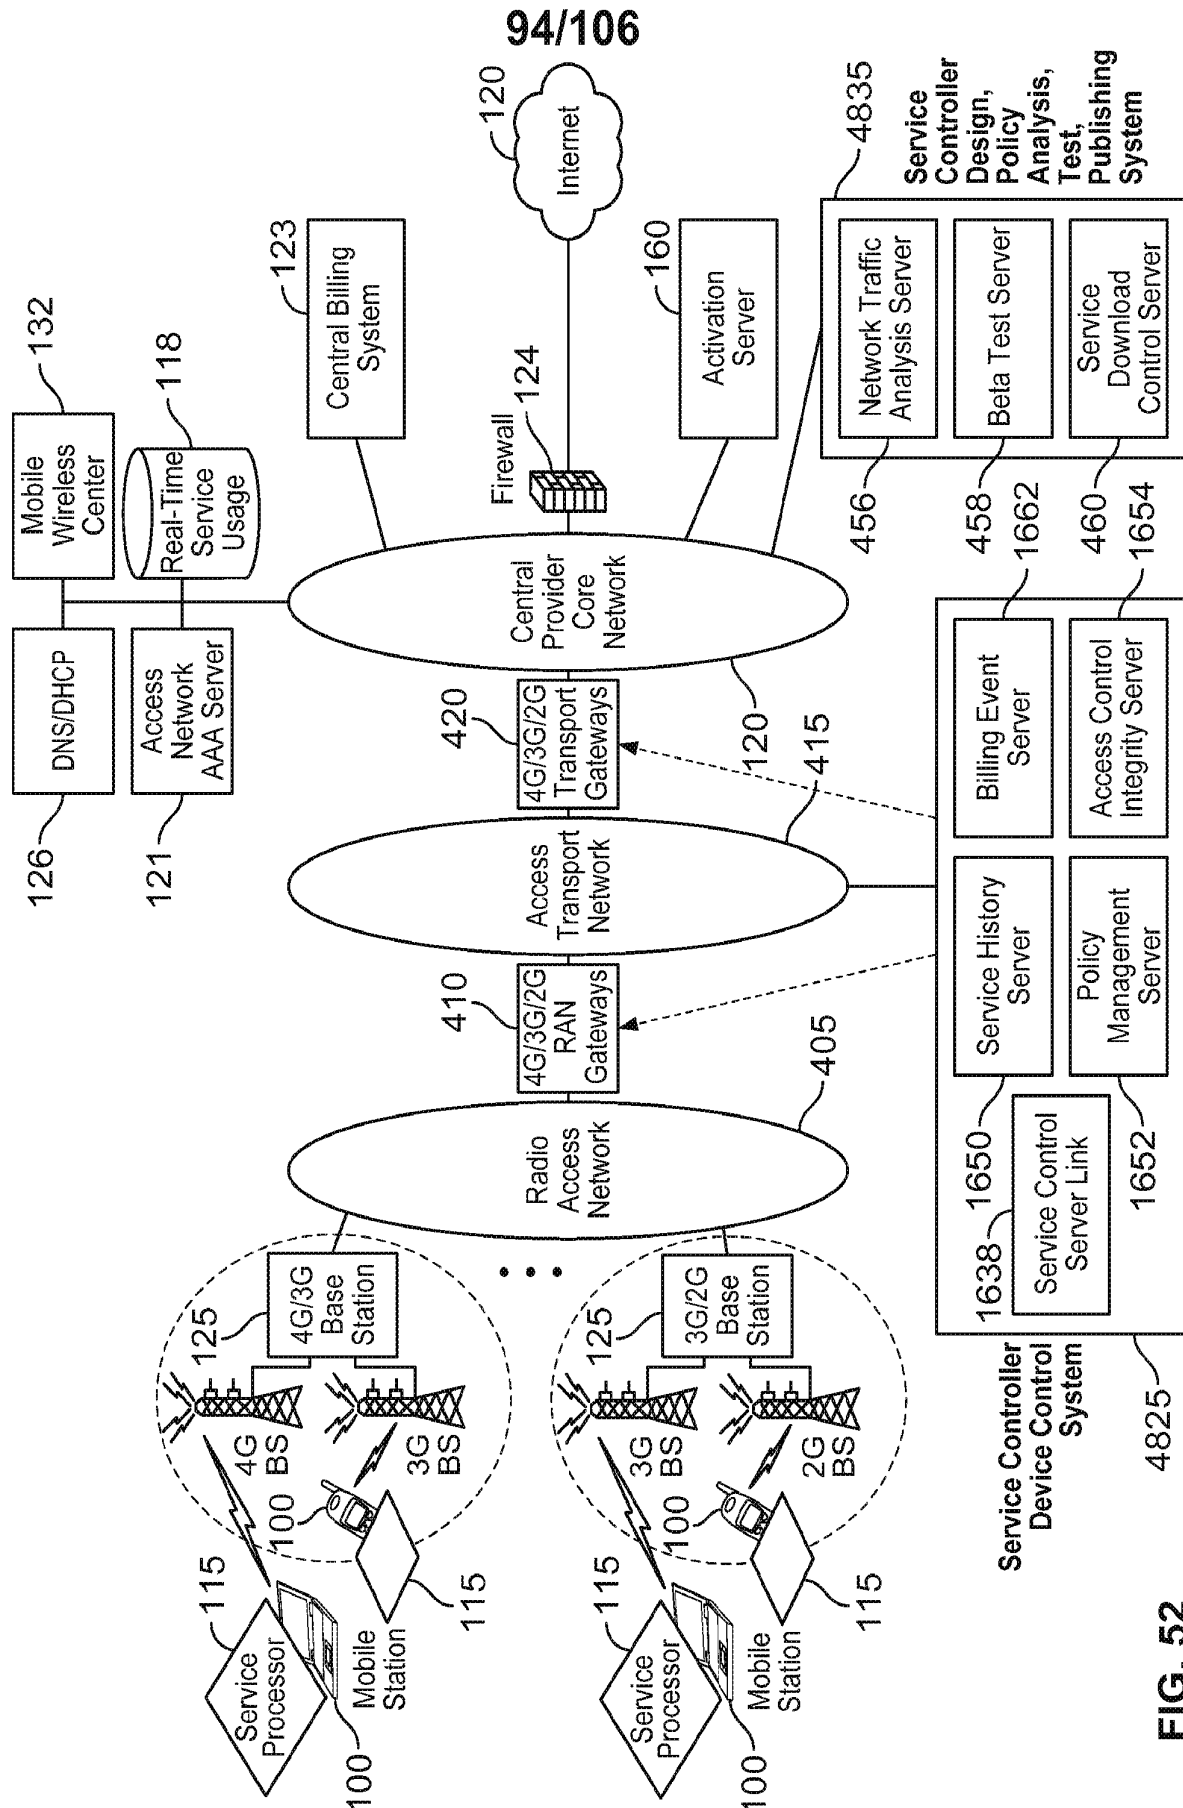 94/106
Mobile
Wireless
Center
132
Real-Time
Service
Usage
118
DNS/DHCP
126
Access
Network
AAA Server
121
Central Billing
System
123
Internet
120
Firewall
124
Activation
Server
160
Central
Provider
Core
Network
120
4G/3G/2G
Transport
Gateways
420
Access
Transport
Network
415
4G/3G/2G
RAN
Gateways
410
Radio
Access
Network
405
4G/3G
Base
Station
125
4G
BS
3G
BS
100
115
Service
Processor
115
Mobile
Station
100
3G/2G
Base
Station
125
3G
BS
2G
BS
100
115
Service
Processor
115
Mobile
Station
100
4835
Service
Controller
Design,
Policy
Analysis,
Test,
Publishing
System
Network Traffic
Analysis Server
456
Beta Test Server
458
Service
Download
Control Server
460
Billing Event
Server
1662
Access Control
Integrity Server
1654
Service History
Server
1650
Policy
Management
Server
1652
Service Control
Server Link
1638
Service Controller
Device Control
System
4825
FIG. 52